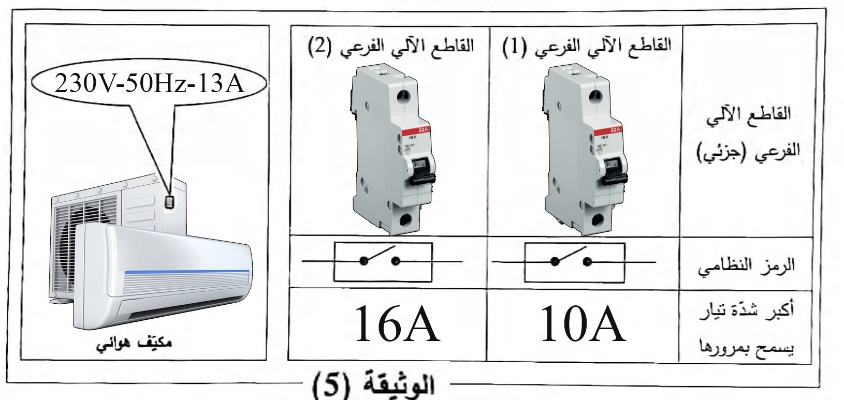 القاطع الآلي الفرعي (1)
القاطع الآلي الفرعي (2)
230V-50Hz-13A
القاطع الآلي
الفرعي (جزئي)
الرمز النظامي
أكبر شدّة تيار
يسمح بمرورها
10A
16A
مكيّف هوائي
الوثيقة (5)